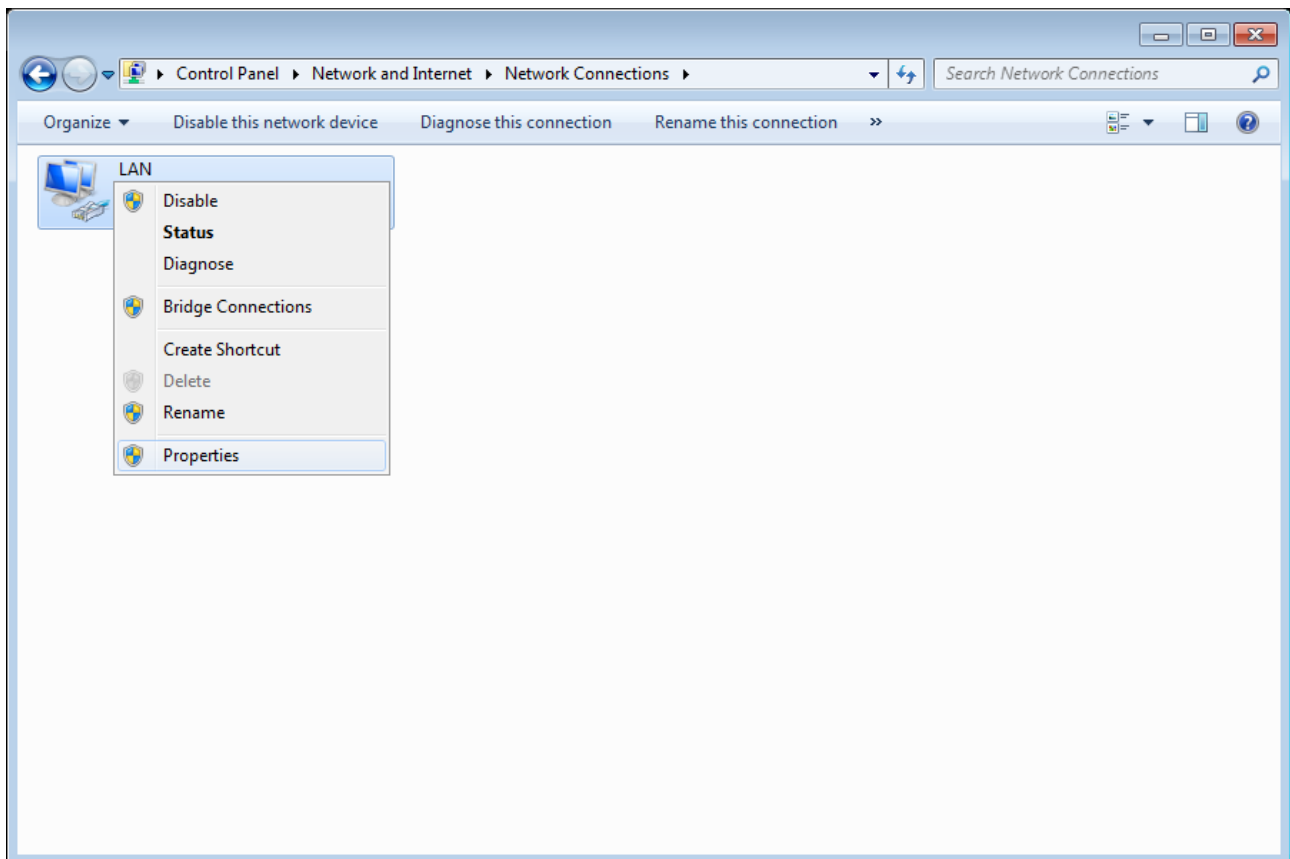 Control Panel Network and Internet Network Connections
Search Network Connections
Organize Disable this network device Diagnose this connection Rename this connection »
LAN
Disable
Status
Diagnose
Bridge Connections
Create Shortcut
Delete
Rename
Properties